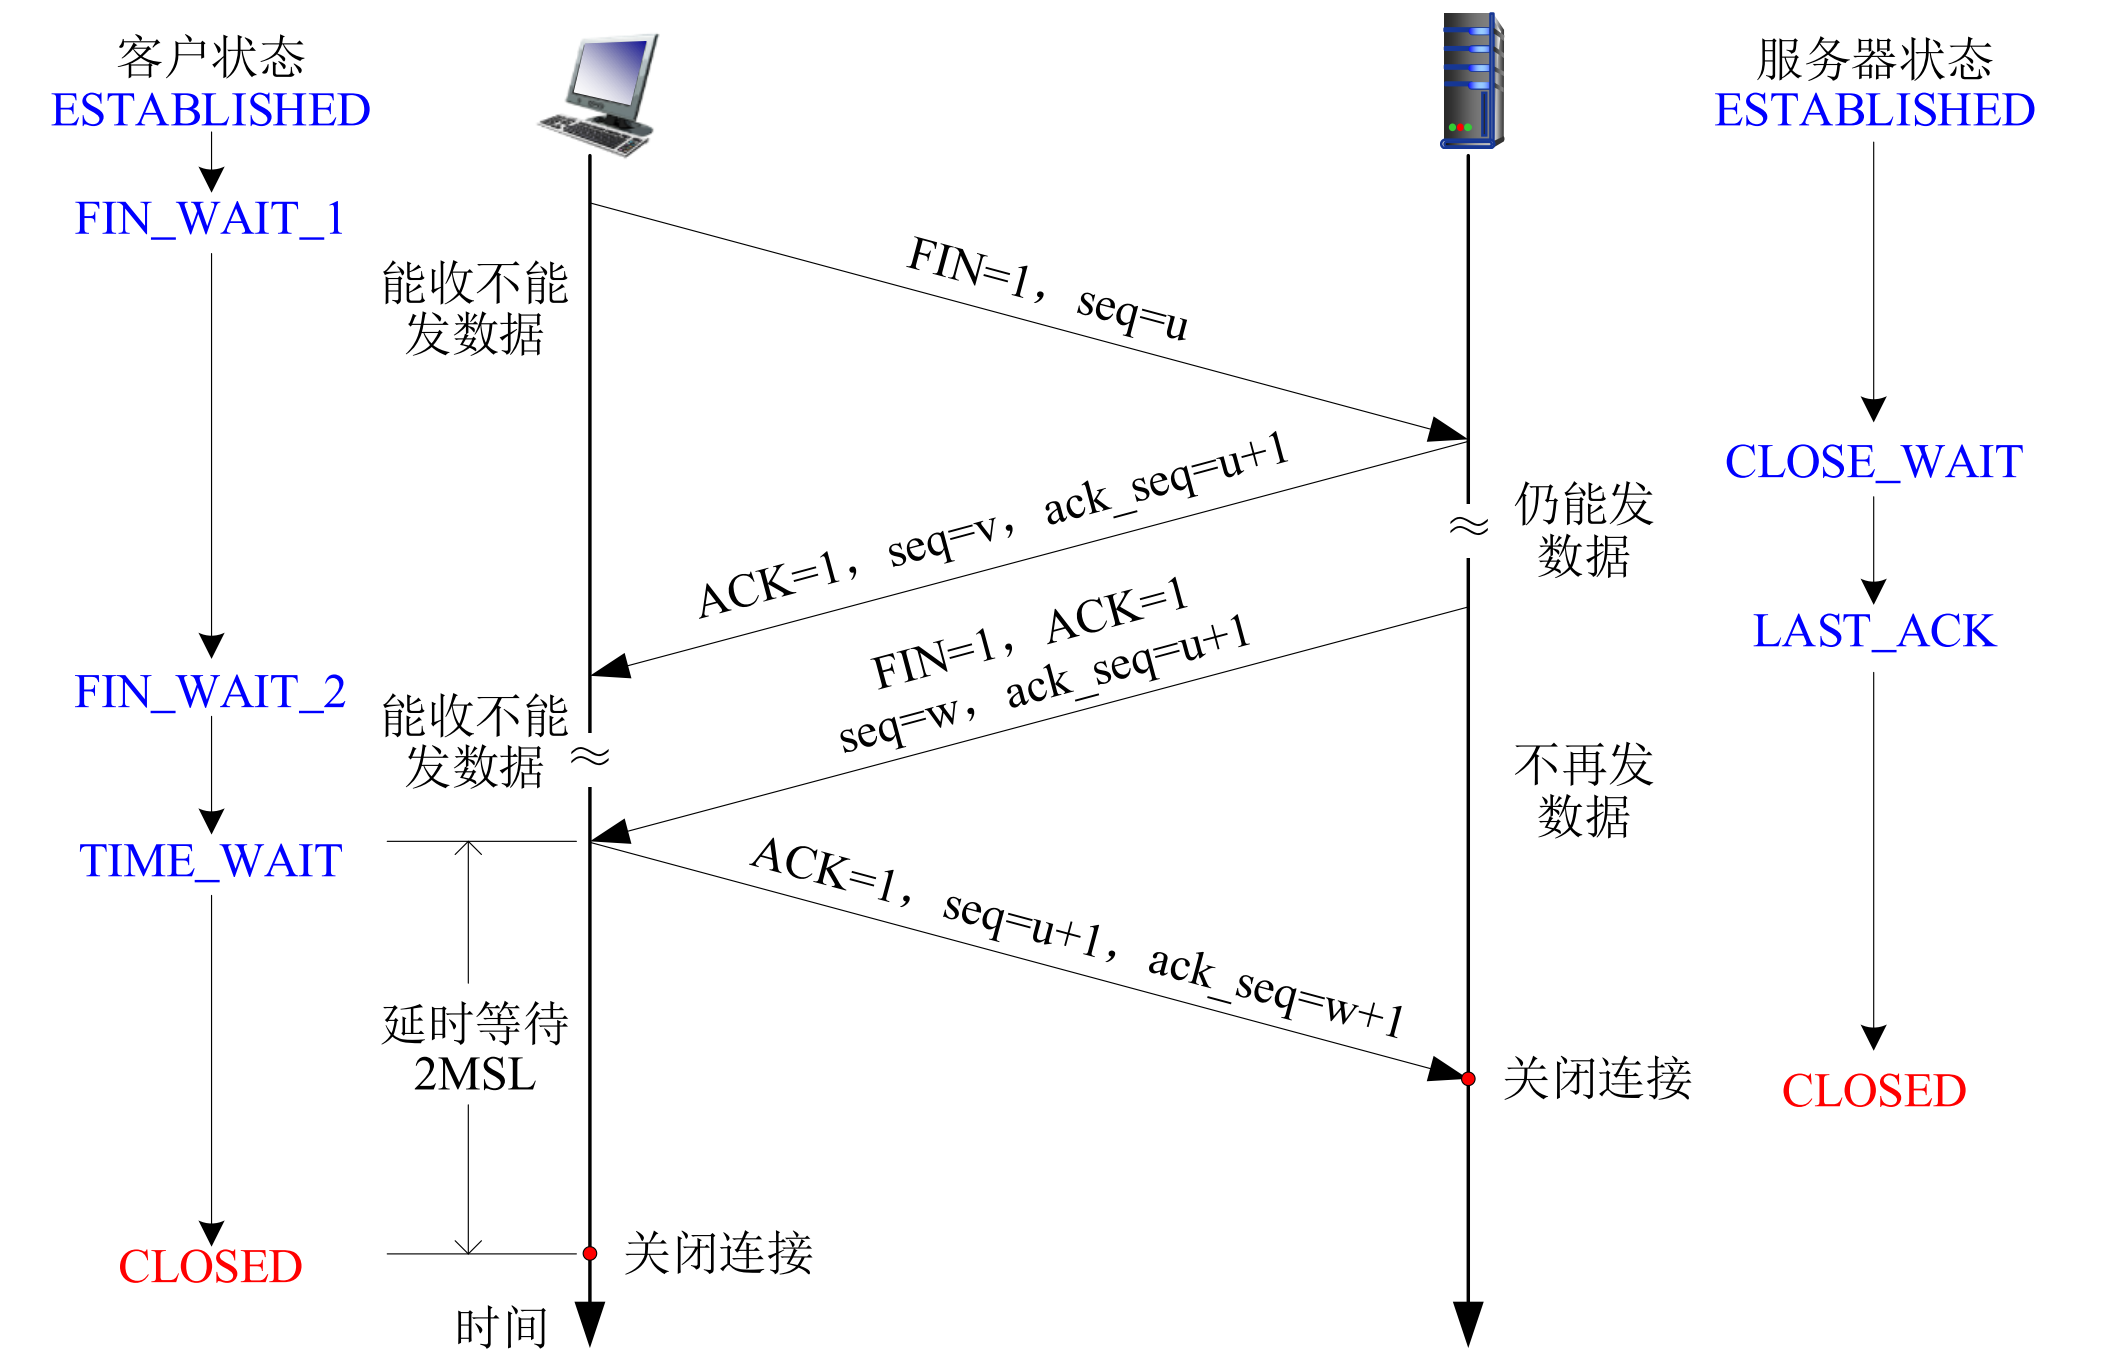 客户状态
ESTABLISHED
服务器状态
ESTABLISHED
FIN_WAIT_1
能收不能
发数据
FIN=1，seq=u
CLOSE_WAIT
ACK=1，seq=v，ack_seq=u+1
仍能发
数据
FIN=1，ACK=1
seq=w，ack_seq=u+1
LAST_ACK
FIN_WAIT_2
能收不能
发数据
≈
≈
不再发
数据
TIME_WAIT
ACK=1，seq=u+1，ack_seq=w+1
延时等待
2MSL
关闭连接
CLOSED
CLOSED
关闭连接
时间